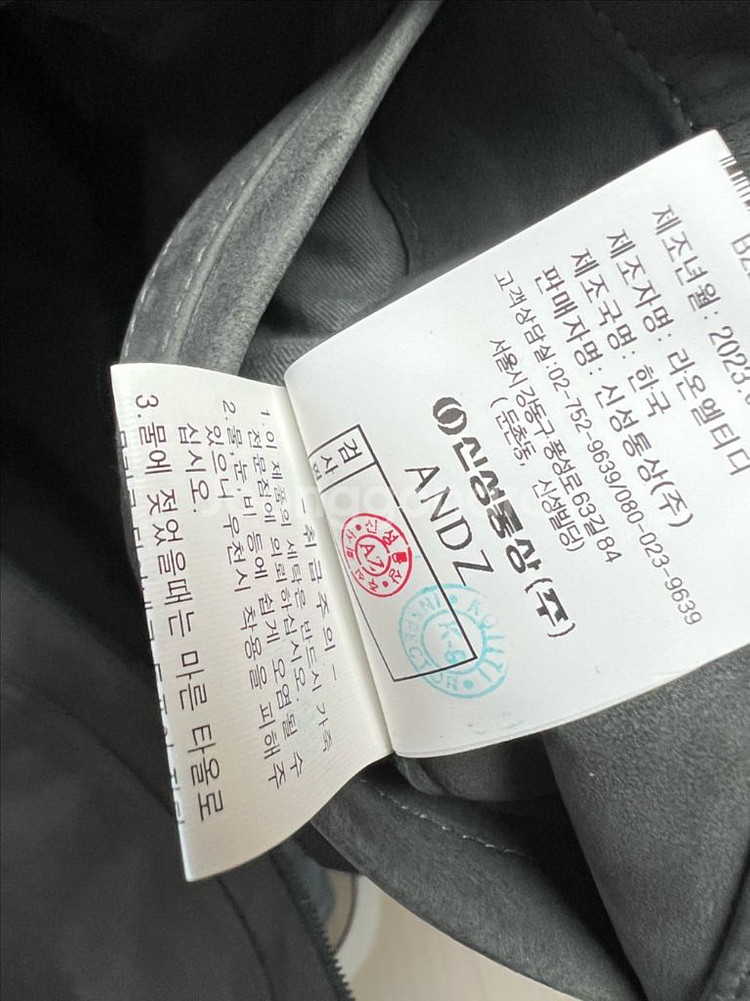 제조년월 : 2023.
제조자명 : 라온엘티디
제조국명 : 한국
판매자명 : 신성통상(주)
고객상담실:02-752-9639/080-023-9639
서울시 강동구 풍성로 63길 84
(둔촌동, 신성빌딩)
신성통상(주)
ANDZ
검사
A7
K-8
- 취급주의 -
1. 이 제품의 세탁은 반드시 가죽
전문점에 의뢰하십시오.
2. 물,눈,비 등에 쉽게 오염될 수
있으니 우천시 착용을 피해 주
십시오.
3. 물에 젖었을때는 마른 타올로